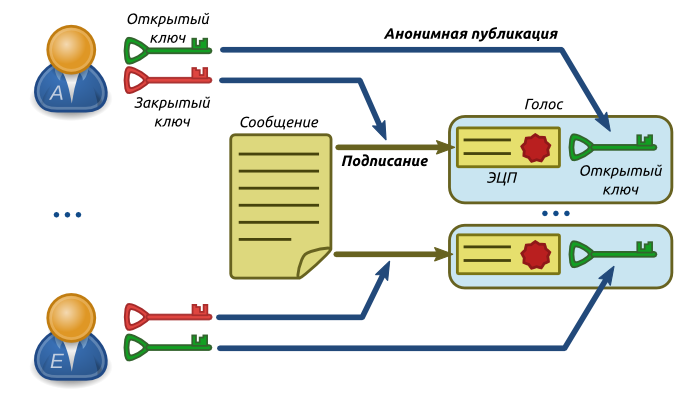 Открытый
ключ
Анонимная публикация
A
Закрытый
ключ
Сообщение
Голос
Подписание
ЭЦП
Открытый
ключ
...
...
E